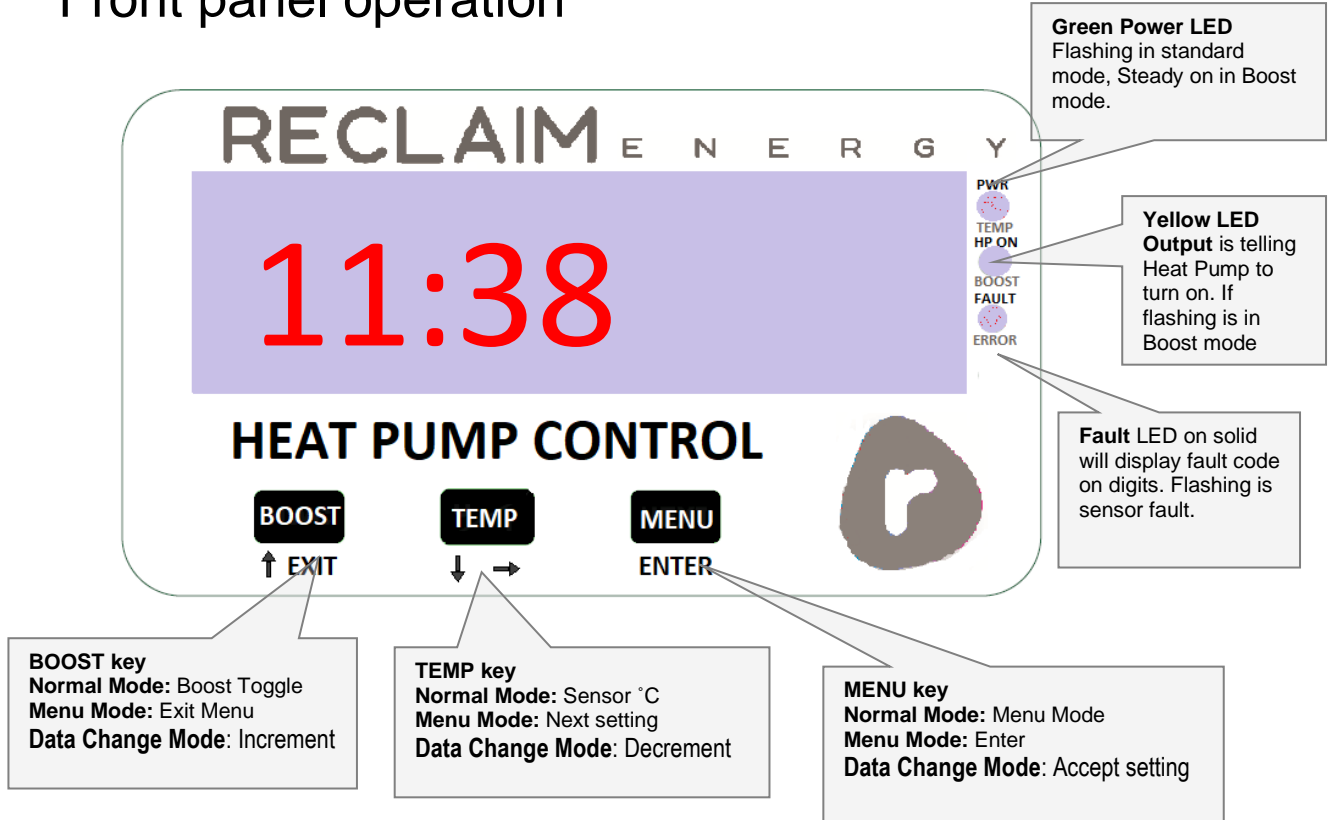 Front panel operation
Green Power LED
Flashing in standard
mode, Steady on in Boost
mode.
RECLAIM ENERGY
PWR
TEMP
HP ON
BOOST
FAULT
ERROR
11:38
Yellow LED
Output is telling
Heat Pump to
turn on. If
flashing is in
Boost mode
Fault LED on solid
will display fault code
on digits. Flashing is
sensor fault.
HEAT PUMP CONTROL
r
BOOST TEMP MENU
↑ EXIT ↓ → ENTER
BOOST key
Normal Mode: Boost Toggle
Menu Mode: Exit Menu
Data Change Mode: Increment
TEMP key
Normal Mode: Sensor ˚C
Menu Mode: Next setting
Data Change Mode: Decrement
MENU key
Normal Mode: Menu Mode
Menu Mode: Enter
Data Change Mode: Accept setting